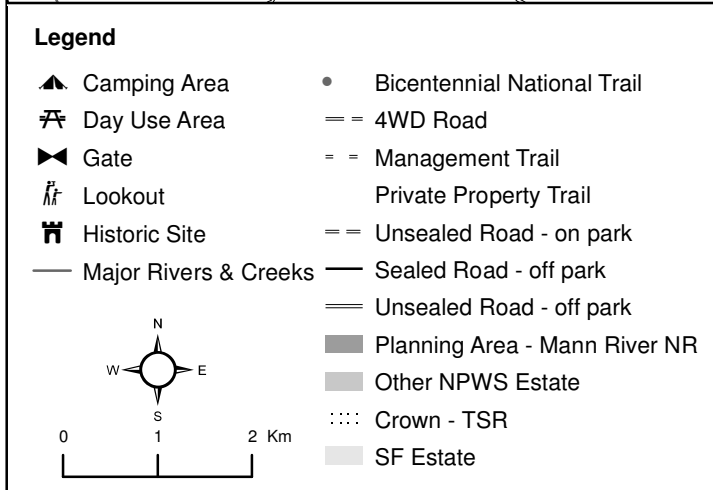 Legend
Camping Area
Day Use Area
Gate
Lookout
Historic Site
Major Rivers & Creeks
N
W
E
S
0 1 2 Km
Bicentennial National Trail
4WD Road
Management Trail
Private Property Trail
Unsealed Road - on park
Sealed Road - off park
Unsealed Road - off park
Planning Area - Mann River NR
Other NPWS Estate
Crown - TSR
SF Estate